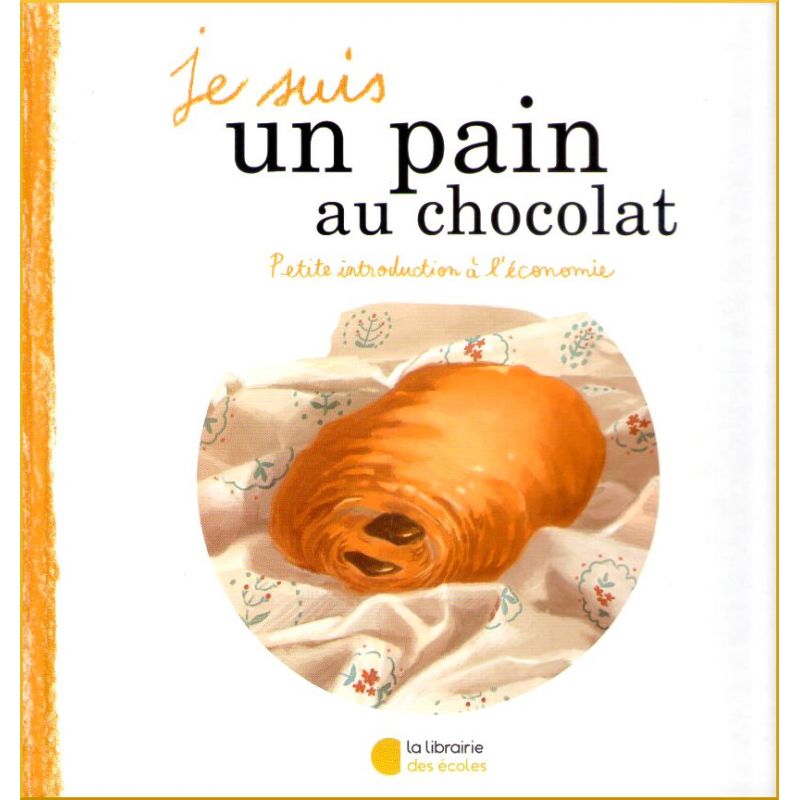 je suis
un pain
au chocolat
Petite introduction à l'économie
la librairie
des écoles